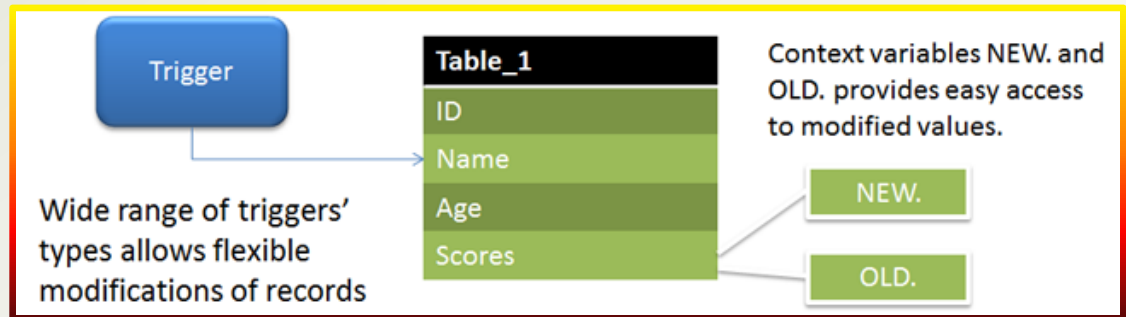 Trigger
Wide range of triggers'
types allows flexible
modifications of records
Table_1
ID
Name
Age
Scores
Context variables NEW. and
OLD. provides easy access
to modified values.
NEW.
OLD.